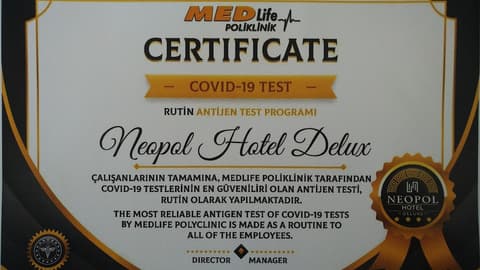 MEDLife
POLİKLİNİK
CERTIFICATE
COVID-19 TEST
RUTİN ANTİJEN TEST PROGRAMI
Neopol Hotel Delux
ÇALIŞANLARININ TAMAMINA, MEDLIFE POLİKLİNİK TARAFINDAN
COVID-19 TESTLERİNİN EN GÜVENİLİRİ OLAN ANTİJEN TESTİ,
RUTİN OLARAK YAPILMAKTADIR.
THE MOST RELIABLE ANTIGEN TEST OF COVID-19 TESTS
BY MEDLIFE POLYCLINIC IS MADE AS A ROUTINE TO
ALL OF THE EMPLOYEES.
DIRECTOR MANAGER
NEOPOL
HOTEL
DELUXE